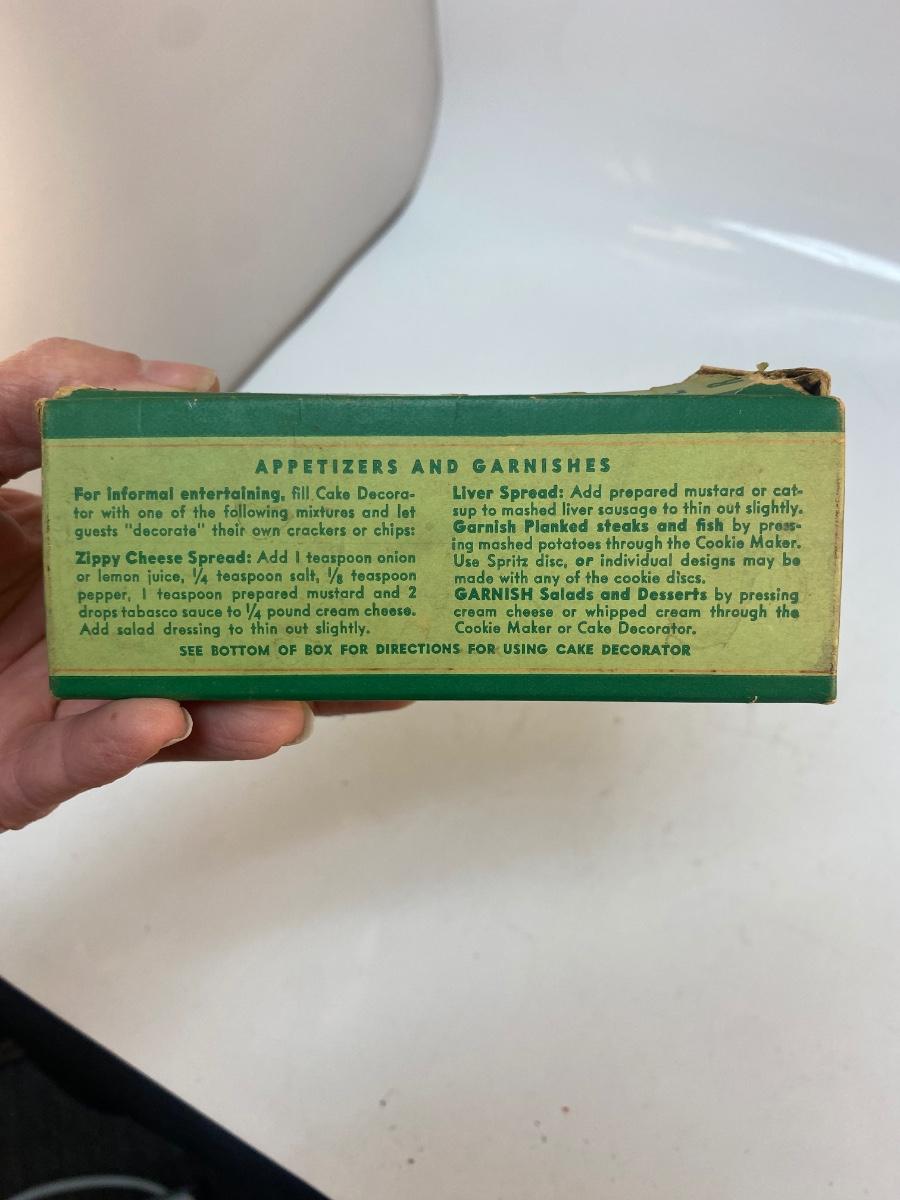 APPETIZERS AND GARNISHES
For informal entertaining, fill Cake Decora-
tor with one of the following mixtures and let
guests "decorate" their own crackers or chips:
Zippy Cheese Spread: Add 1 teaspoon onion
or lemon juice, 1/4 teaspoon salt, 1/8 teaspoon
pepper, 1 teaspoon prepared mustard and 2
drops tabasco sauce to 1/4 pound cream cheese.
Add salad dressing to thin out slightly.
Liver Spread: Add prepared mustard or cat-
sup to mashed liver sausage to thin out slightly.
Garnish Planked steaks and fish by press-
ing mashed potatoes through the Cookie Maker.
Use Spritz disc, or individual designs may be
made with any of the cookie discs.
GARNISH Salads and Desserts by pressing
cream cheese or whipped cream through the
Cookie Maker or Cake Decorator.
SEE BOTTOM OF BOX FOR DIRECTIONS FOR USING CAKE DECORATOR